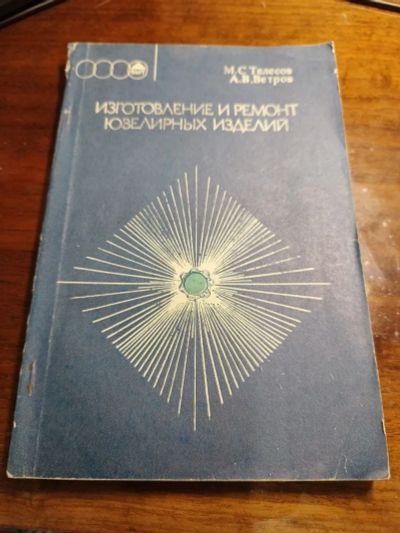 М.С.Телесов
А.В.Ветров
ИЗГОТОВЛЕНИЕ И РЕМОНТ
ЮВЕЛИРНЫХ ИЗДЕЛИЙ